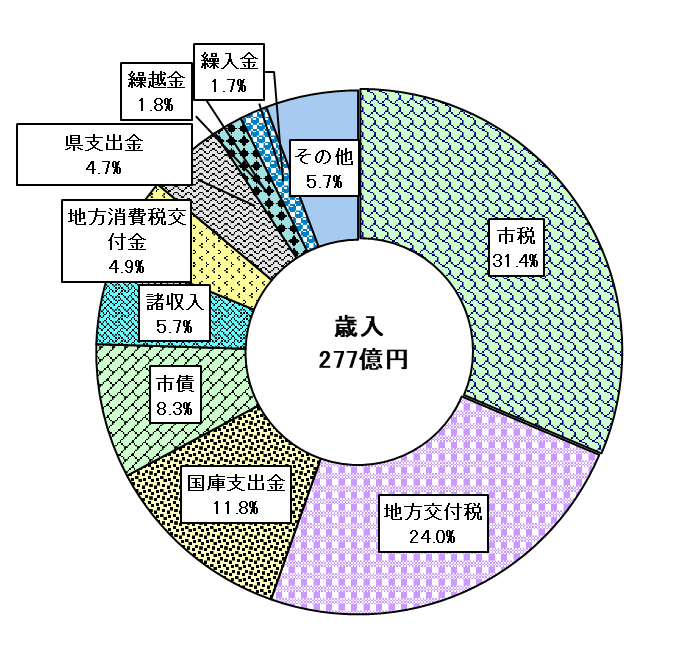 繰入金
1.7%
繰越金
1.8%
県支出金
4.7%
その他
5.7%
地方消費税交
付金
4.9%
市税
31.4%
諸収入
5.7%
歳入
277億円
市債
8.3%
国庫支出金
11.8%
地方交付税
24.0%